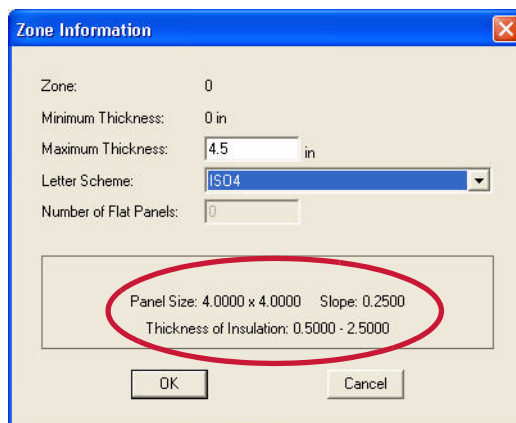 Zone Information
Zone: 0
Minimum Thickness: 0 in
Maximum Thickness: 4.5 in
Letter Scheme: ISO4
Number of Flat Panels: 0
Panel Size: 4.0000 x 4.0000 Slope: 0.2500
Thickness of Insulation: 0.5000 - 2.5000
OK Cancel